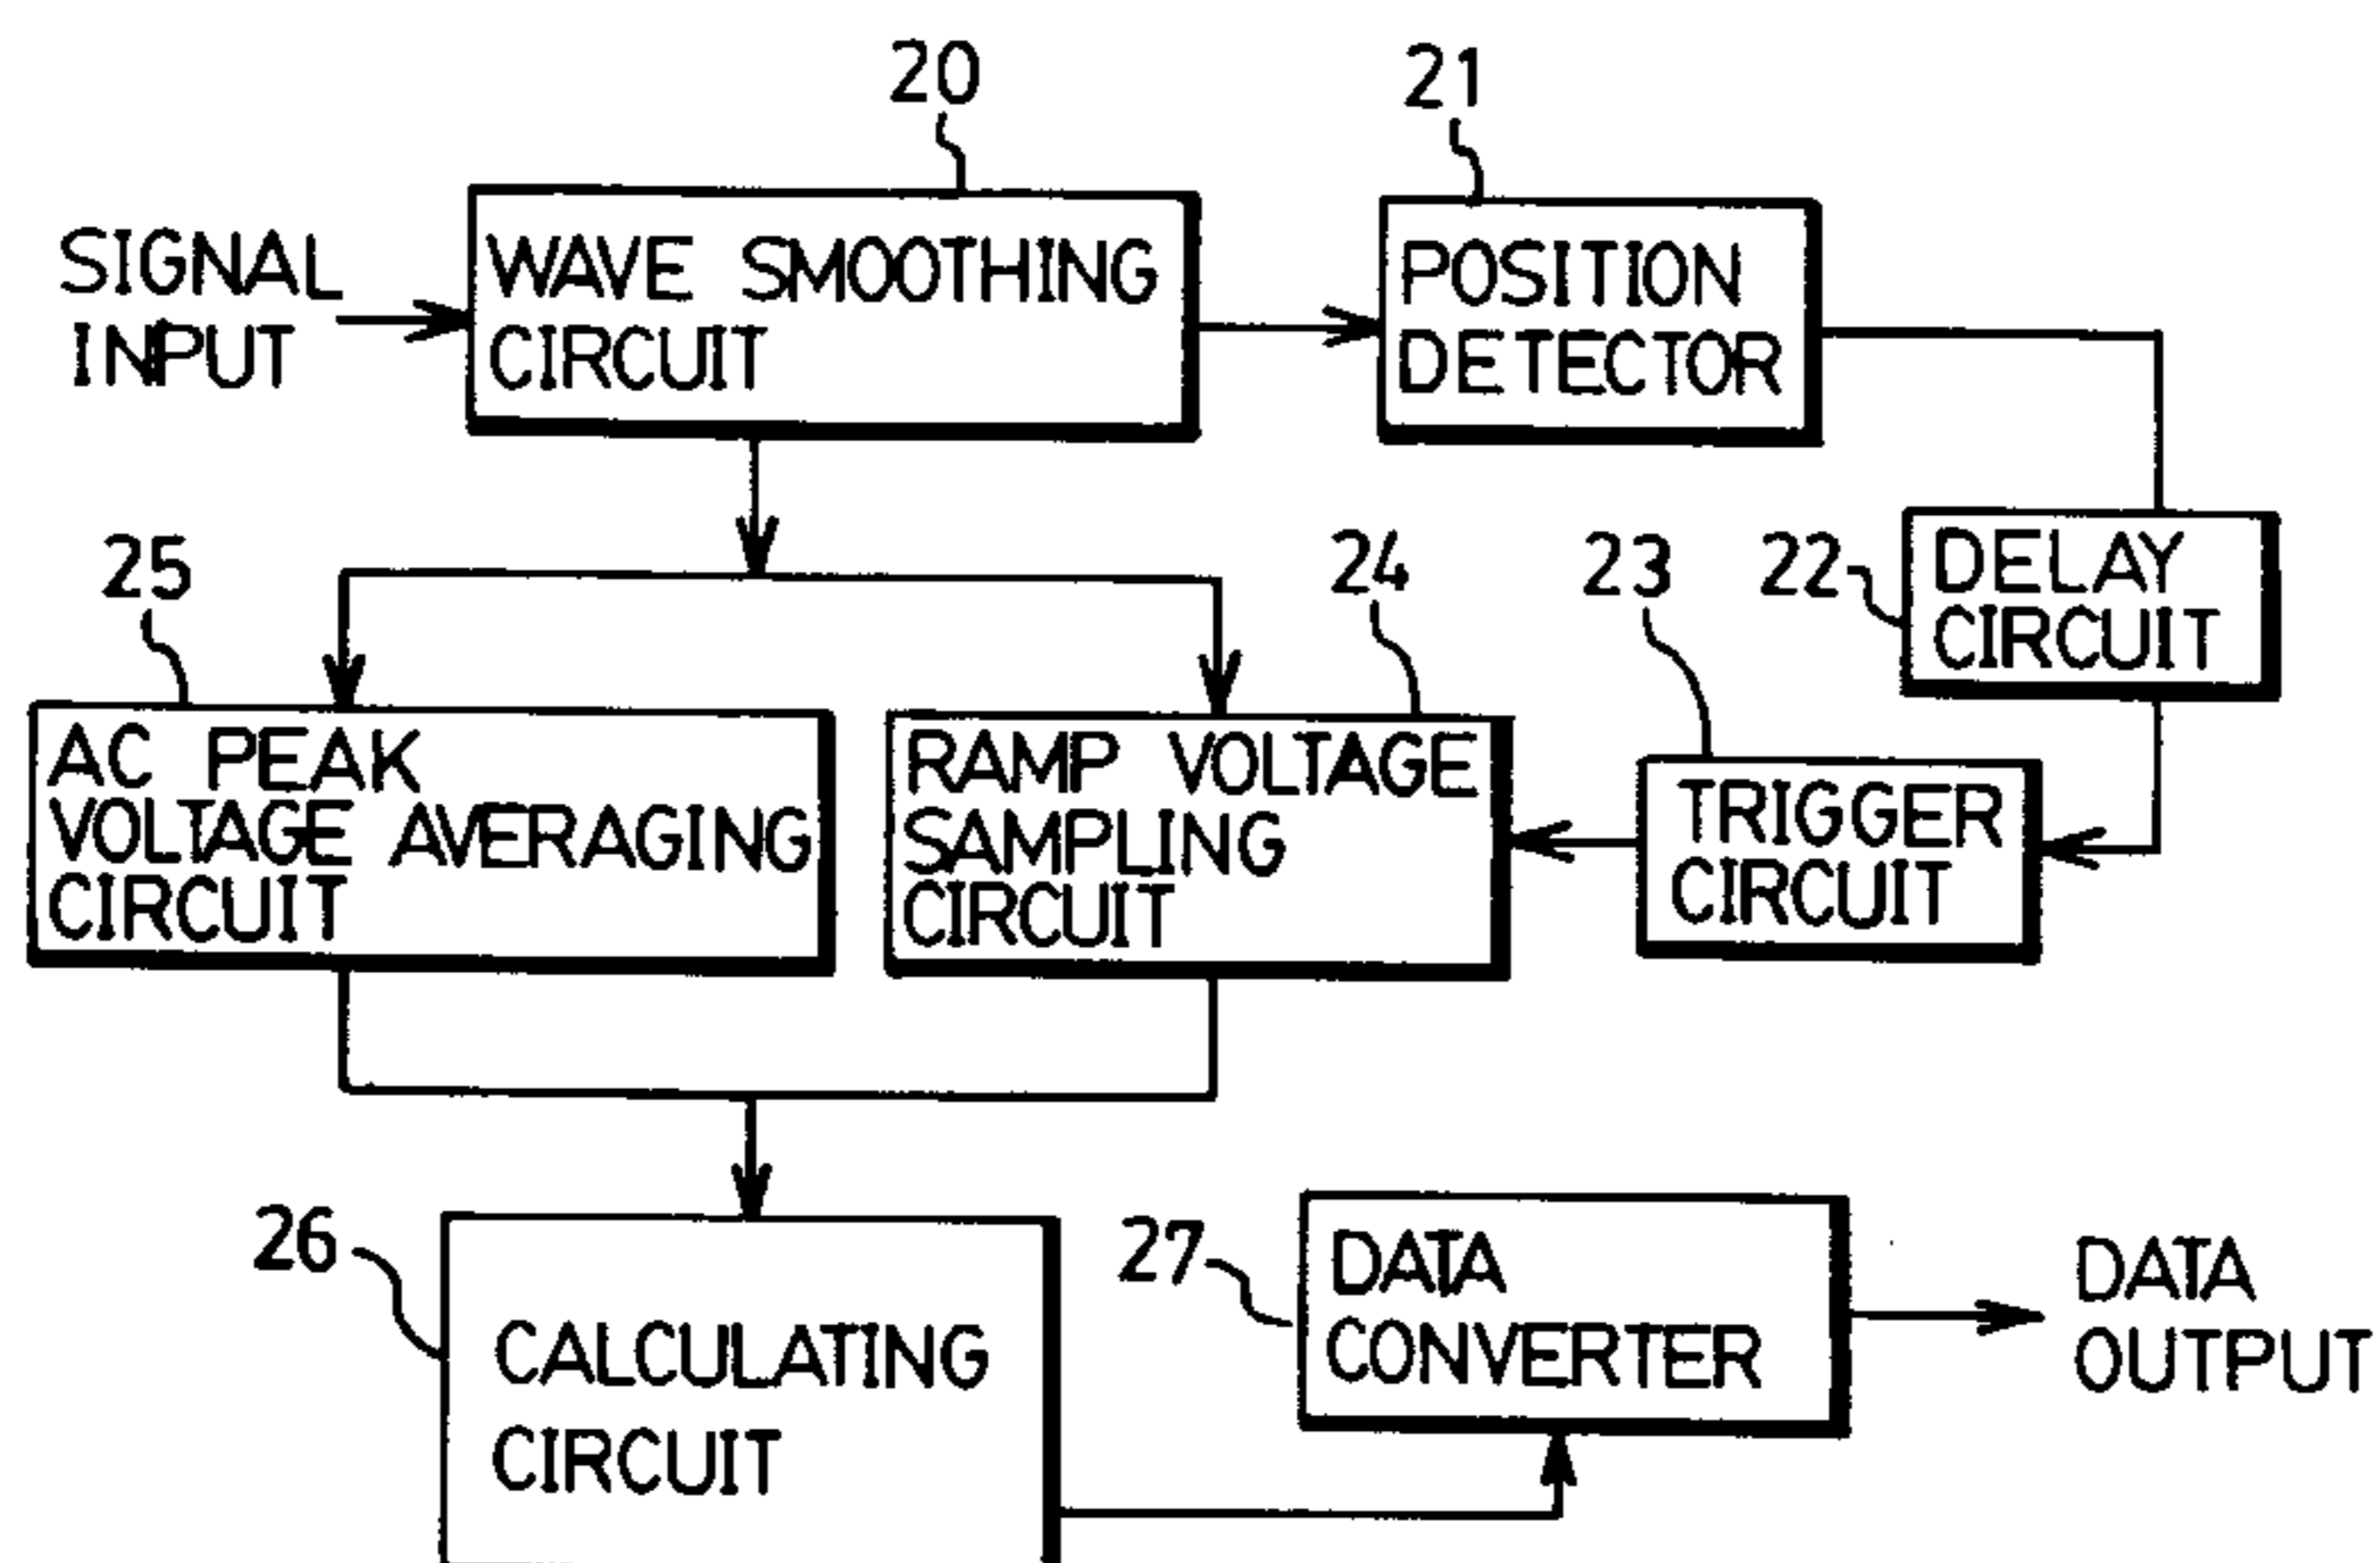 20
21
SIGNAL
INPUT
WAVE SMOOTHING
CIRCUIT
POSITION
DETECTOR
25
24
23
22
DELAY
CIRCUIT
AC PEAK
VOLTAGE AVERAGING
CIRCUIT
RAMP VOLTAGE
SAMPLING
CIRCUIT
TRIGGER
CIRCUIT
26
CALCULATING
CIRCUIT
27
DATA
CONVERTER
DATA
OUTPUT